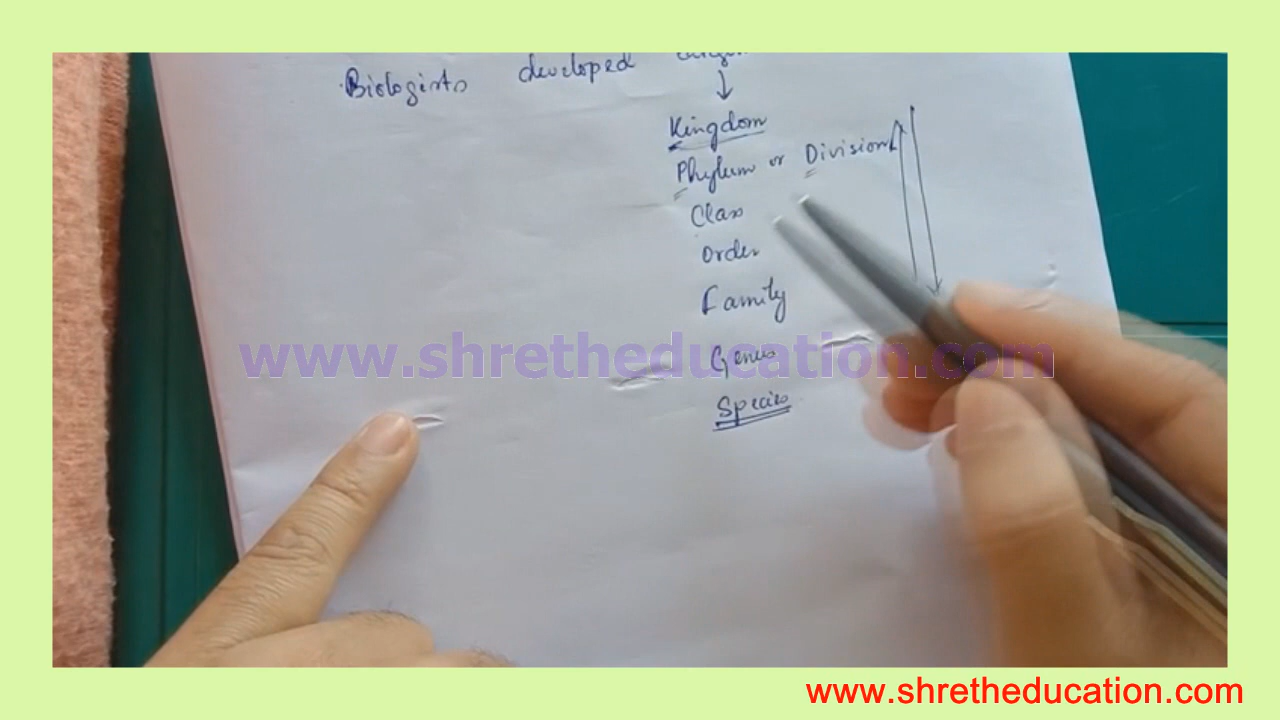 Biologists developed
Kingdom
Phylum or Division
Class
Order
Family
Genus
Species
www.shretheducation.com
www.shretheducation.com